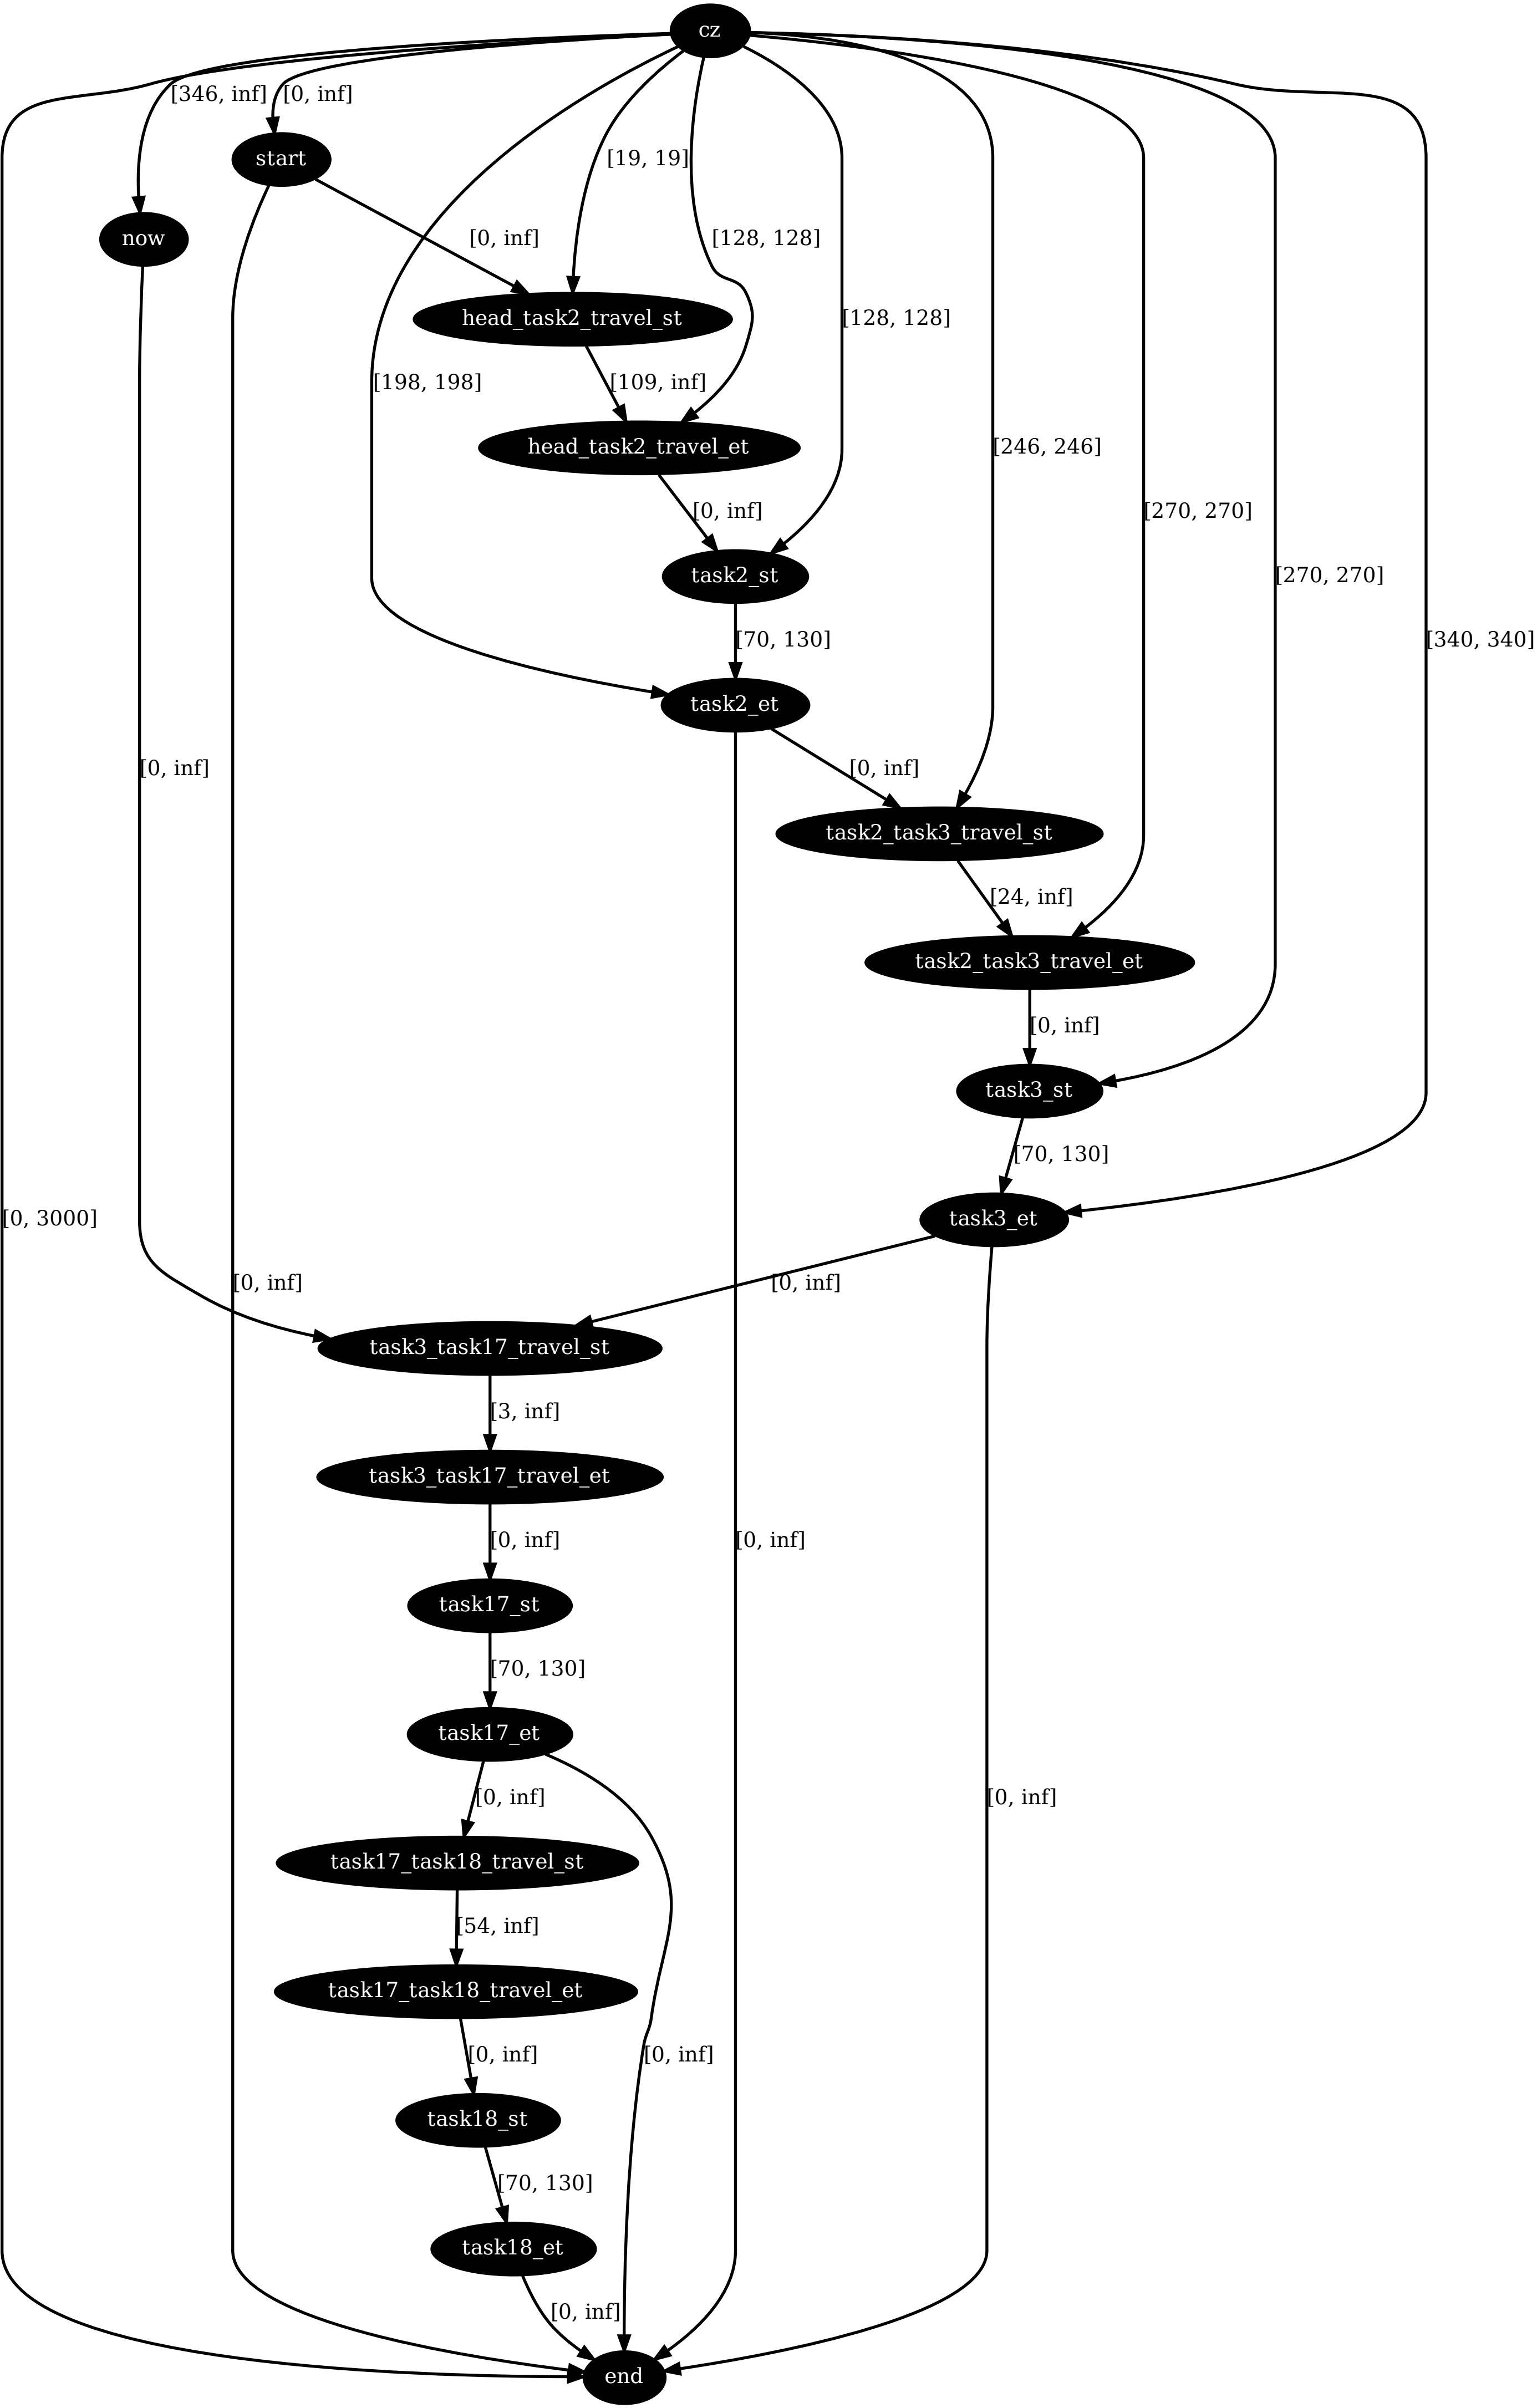 cz
[346, inf]
[0, inf]
start
[19, 19]
now
[0, inf]
[128, 128]
head_task2_travel_st
[128, 128]
[198, 198]
[109, inf]
head_task2_travel_et
[246, 246]
[0, inf]
[270, 270]
task2_st
[270, 270]
[70, 130]
[340, 340]
task2_et
[0, inf]
[0, inf]
task2_task3_travel_st
[24, inf]
task2_task3_travel_et
[0, inf]
task3_st
[70, 130]
[0, 3000]
task3_et
[0, inf]
[0, inf]
task3_task17_travel_st
[3, inf]
task3_task17_travel_et
[0, inf]
[0, inf]
task17_st
[70, 130]
task17_et
[0, inf]
[0, inf]
task17_task18_travel_st
[54, inf]
task17_task18_travel_et
[0, inf]
[0, inf]
task18_st
[70, 130]
task18_et
[0, inf]
end